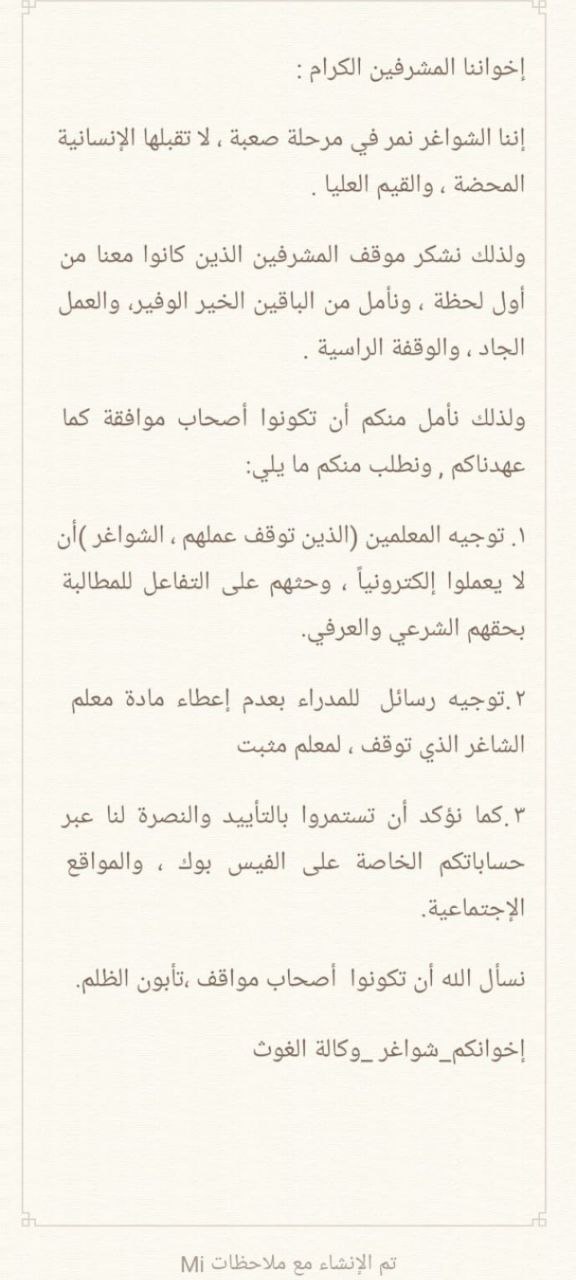 إخواننا المشرفين الكرام :
إننا الشواغر نمر في مرحلة صعبة ، لا تقبلها الإنسانية
المحضة ، والقيم العليا .
ولذلك نشكر موقف المشرفين الذين كانوا معنا من
أول لحظة ، ونأمل من الباقين الخير الوفير، والعمل
الجاد ، والوقفة الراسية .
ولذلك نأمل منكم أن تكونوا أصحاب موافقة كما
عهدناكم , ونطلب منكم ما يلي:
١. توجيه المعلمين (الذين توقف عملهم ، الشواغر )أن
لا يعملوا إلكترونياً ، وحثهم على التفاعل للمطالبة
بحقهم الشرعي والعرفي.
٢.توجيه رسائل للمدراء بعدم إعطاء مادة معلم
الشاغر الذي توقف ، لمعلم مثبت
٣.كما نؤكد أن تستمروا بالتأييد والنصرة لنا عبر
حساباتكم الخاصة على الفيس بوك ، والمواقع
الإجتماعية.
نسأل الله أن تكونوا أصحاب مواقف ،تأبون الظلم.
إخوانكم_شواغر _وكالة الغوث
تم الإنشاء مع ملاحظات Mi